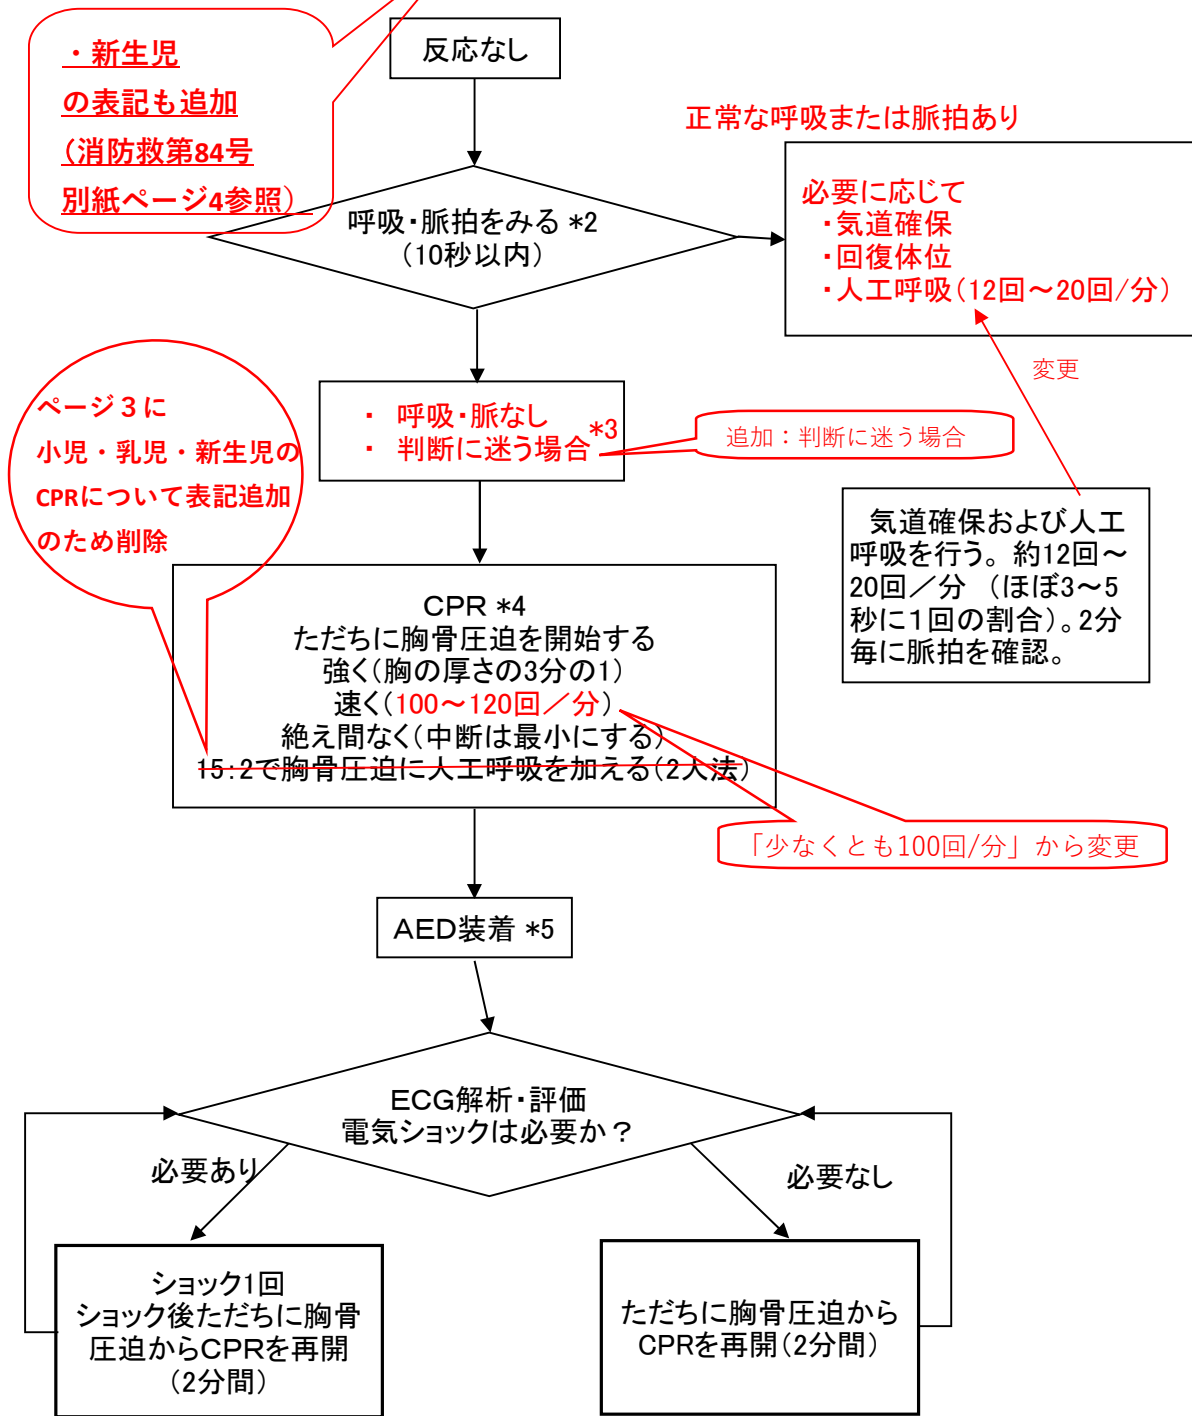 ・新生児
の表記も追加
(消防救第84号
別紙ページ4参照)
反応なし
正常な呼吸または脈拍あり
呼吸・脈拍をみる *2
(10秒以内)
必要に応じて
・気道確保
・回復体位
・人工呼吸(12回～20回/分)
変更
ページ３に
小児・乳児・新生児の
CPRについて表記追加
のため削除
・ 呼吸・脈なし
・ 判断に迷う場合
*3
追加：判断に迷う場合
気道確保および人工
呼吸を行う。約12回～
20回／分 (ほぼ3～5
秒に１回の割合)。2分
毎に脈拍を確認。
ＣＰＲ *4
ただちに胸骨圧迫を開始する
強く(胸の厚さの3分の1)
速く(100～120回／分)
絶え間なく(中断は最小にする)
15:2で胸骨圧迫に人工呼吸を加える(2人法)
「少なくとも100回/分」から変更
ＡＥＤ装着 *5
ＥＣＧ解析・評価
電気ショックは必要か？
必要あり
必要なし
ショック1回
ショック後ただちに胸骨
圧迫からＣＰＲを再開
(2分間)
ただちに胸骨圧迫から
CPRを再開(2分間)